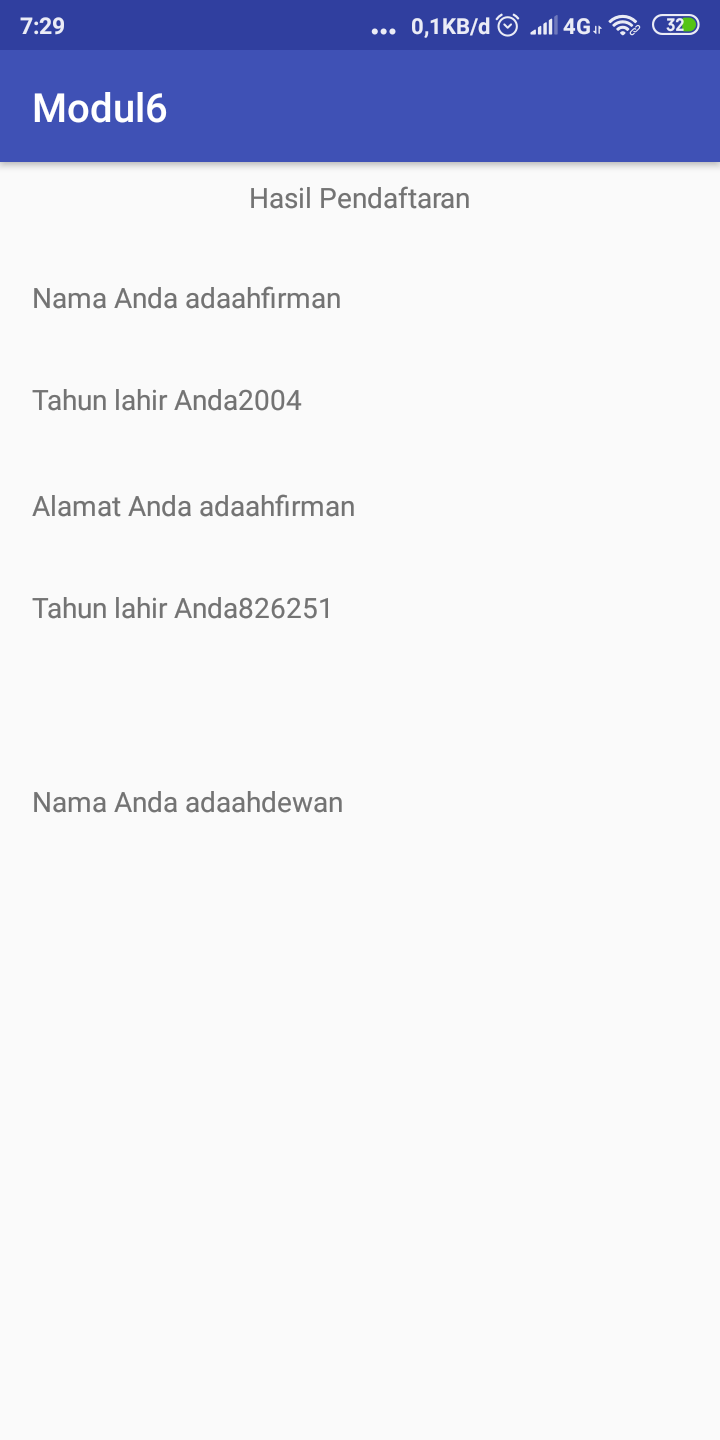 7:29 ... 0,1KB/d 4G 32
Modul6
Hasil Pendaftaran
Nama Anda adaahfirman
Tahun lahir Anda2004
Alamat Anda adaahfirman
Tahun lahir Anda826251
Nama Anda adaahdewan